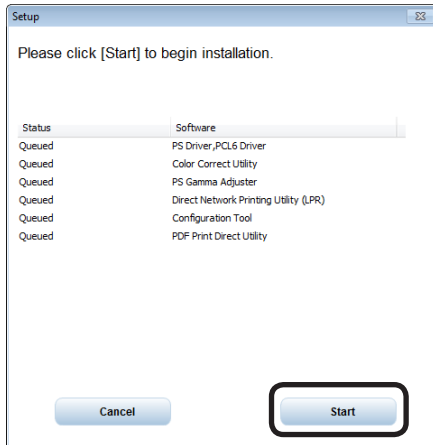 Setup
Please click [Start] to begin installation.
Status Software
Queued PS Driver,PCL6 Driver
Queued Color Correct Utility
Queued PS Gamma Adjuster
Queued Direct Network Printing Utility (LPR)
Queued Configuration Tool
Queued PDF Print Direct Utility
Cancel Start